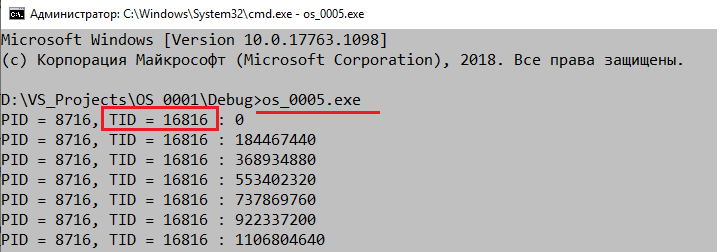 Администратор: C:\Windows\System32\cmd.exe - os_0005.exe
Microsoft Windows [Version 10.0.17763.1098]
(c) Корпорация Майкрософт (Microsoft Corporation), 2018. Все права защищены.
D:\VS_Projects\OS_0001\Debug>os_0005.exe
PID = 8716, TID = 16816 : 0
PID = 8716, TID = 16816 : 184467440
PID = 8716, TID = 16816 : 368934880
PID = 8716, TID = 16816 : 553402320
PID = 8716, TID = 16816 : 737869760
PID = 8716, TID = 16816 : 922337200
PID = 8716, TID = 16816 : 1106804640